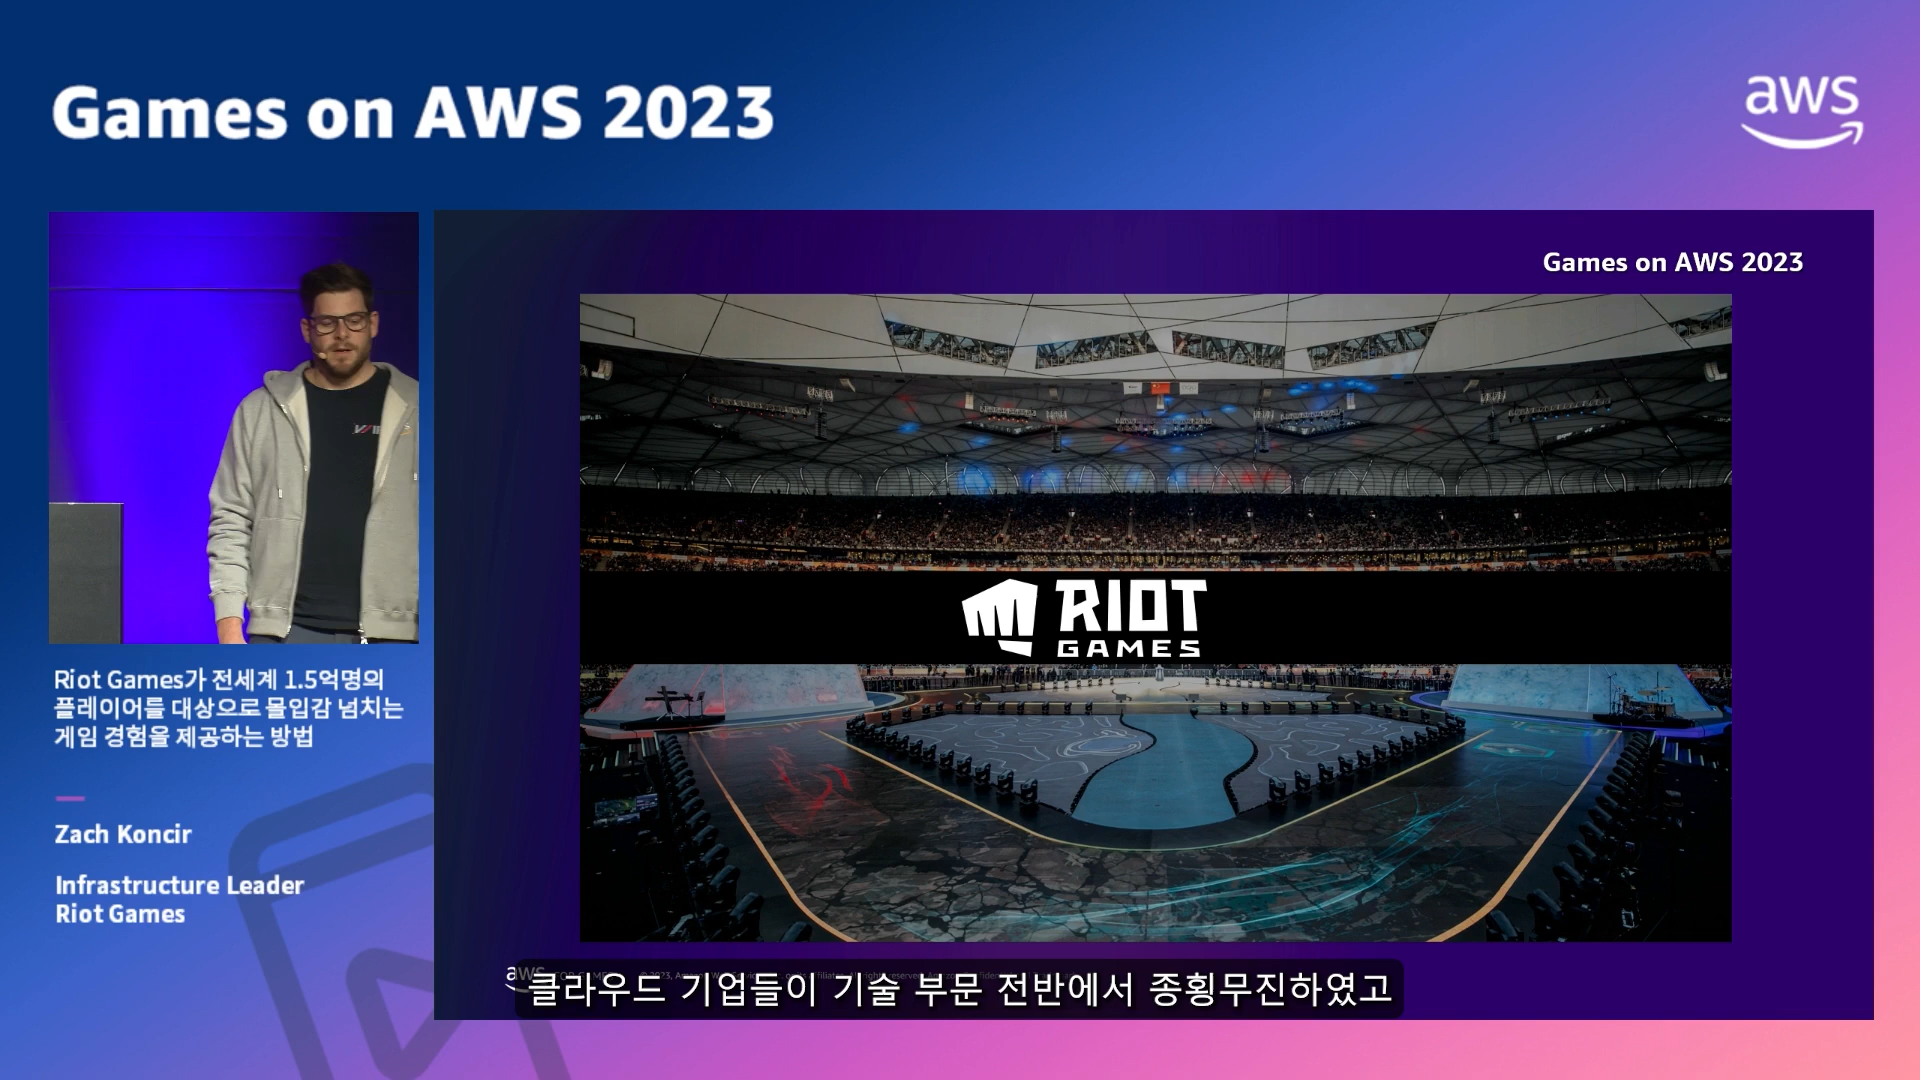 Games on AWS 2023
aws
Games on AWS 2023
RIOT
GAMES
Riot Games가 전세계 1.5억명의
플레이어를 대상으로 몰입감 넘치는
게임 경험을 제공하는 방법
Zach Koncir
Infrastructure Leader
Riot Games
aws
클라우드 기업들이 기술 부문 전반에서 종횡무진하였고